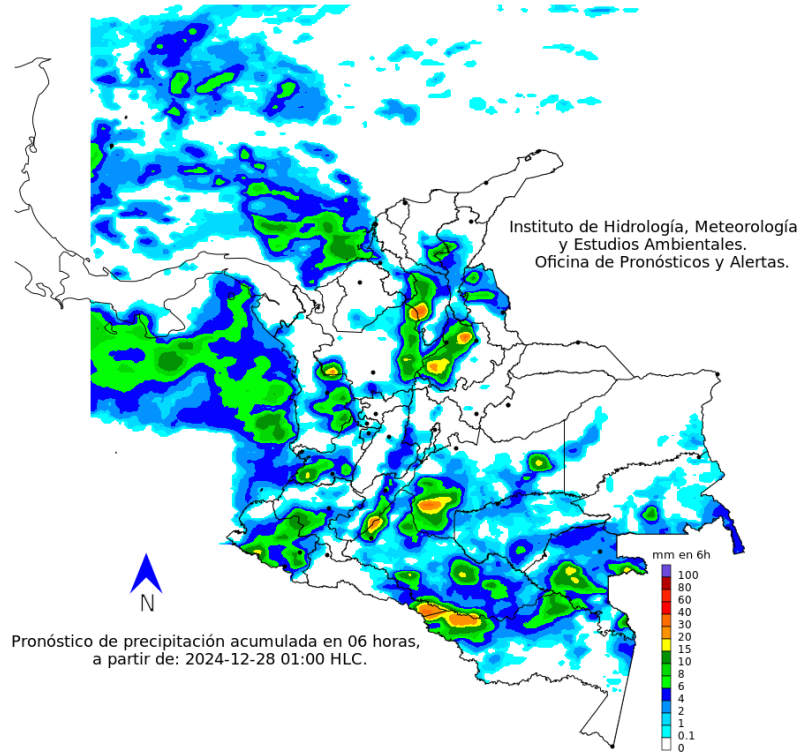 Instituto de Hidrología, Meteorología
y Estudios Ambientales.
Oficina de Pronósticos y Alertas.
mm en 6h
100
80
60
40
30
20
15
10
8
6
4
2
1
0.1
0
N
Pronóstico de precipitación acumulada en 06 horas,
a partir de: 2024-12-28 01:00 HLC.